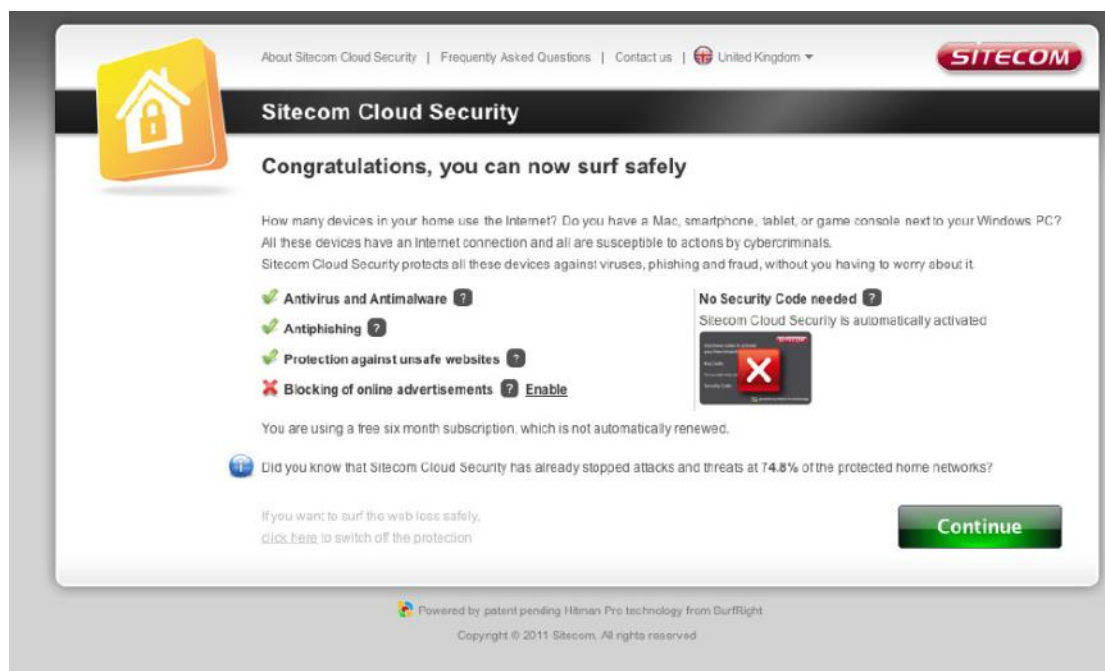 About Sitecom Cloud Security | Frequently Asked Questions | Contact us | United Kingdom
SITECOM
Sitecom Cloud Security
Congratulations, you can now surf safely
How many devices in your home use the Internet? Do you have a Mac, smartphone, tablet, or game console next to your Windows PC?
All these devices have an Internet connection and all are susceptible to actions by cybercriminals.
Sitecom Cloud Security protects all these devices against viruses, phishing and fraud, without you having to worry about it.
Antivirus and Antimalware ?
Antiphishing ?
Protection against unsafe websites ?
Blocking of online advertisements ? Enable
No Security Code needed ?
Sitecom Cloud Security is automatically activated
SITECOM
You are using a free six month subscription, which is not automatically renewed.
Did you know that Sitecom Cloud Security has already stopped attacks and threats at 74.8% of the protected home networks?
If you want to surf the web less safely,
click here to switch off the protection
Continue
Powered by patent pending Hitman Pro technology from SurfRight
Copyright © 2011 Sitecom. All rights reserved